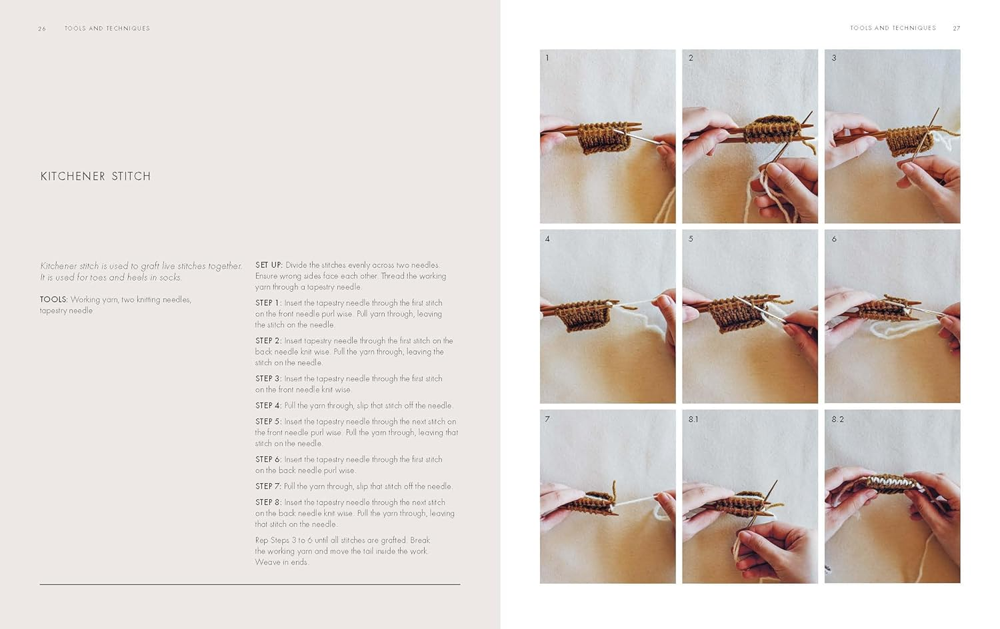 26 TOOLS AND TECHNIQUES
KITCHENER STITCH
Kitchener stitch is used to graft live stitches together.
It is used for toes and heels in socks.
TOOLS: Working yarn, two knitting needles,
tapestry needle
SET UP: Divide the stitches evenly across two needles.
Ensure wrong sides face each other. Thread the working
yarn through a tapestry needle.
STEP 1: Insert the tapestry needle through the first stitch
on the front needle purl wise. Pull yarn through, leaving
the stitch on the needle.
STEP 2: Insert tapestry needle through the first stitch on the
back needle knit wise. Pull the yarn through, leaving the
stitch on the needle.
STEP 3: Insert the tapestry needle through the first stitch
on the front needle knit wise.
STEP 4: Pull the yarn through, slip that stitch off the needle.
STEP 5: Insert the tapestry needle through the next stitch on
the front needle purl wise. Pull the yarn through, leaving that
stitch on the needle.
STEP 6: Insert the tapestry needle through the first stitch
on the back needle purl wise.
STEP 7: Pull the yarn through, slip that stitch off the needle.
STEP 8: Insert the tapestry needle through the next stitch
on the back needle knit wise. Pull the yarn through, leaving
that stitch on the needle.
Rep Steps 3 to 6 until all stitches are grafted. Break
the working yarn and move the tail inside the work.
Weave in ends.
TOOLS AND TECHNIQUES 27
1
2
3
4
5
6
7
8.1
8.2